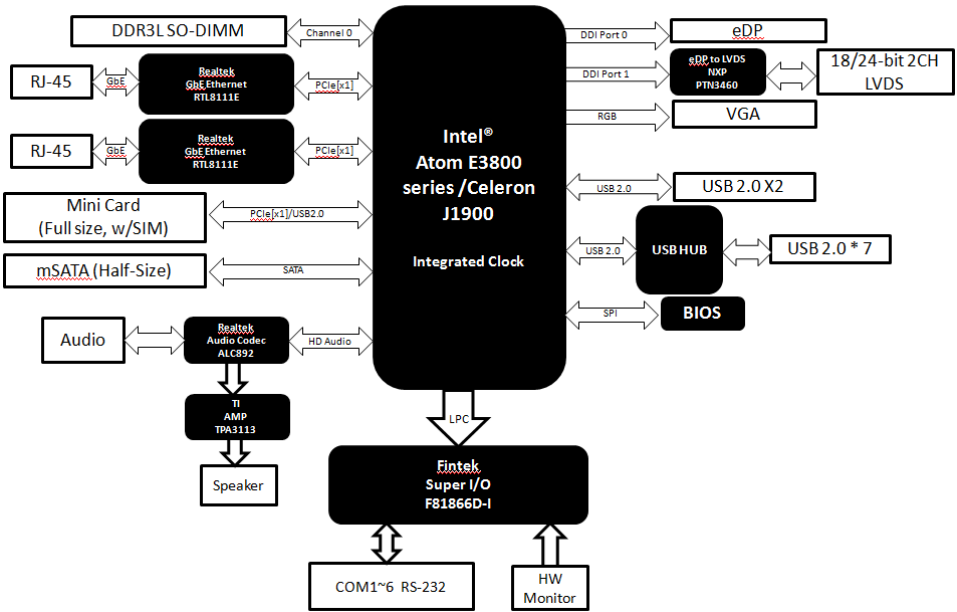 DDR3L SO-DIMM
Channel 0
RJ-45
GbE
Realtek
GbE Ethernet
RTL8111E
PCIe[x1]
RJ-45
GbE
Realtek
GbE Ethernet
RTL8111E
PCIe[x1]
Mini Card
(Full size, w/SIM)
PCIe[x1]/USB2.0
mSATA (Half-Size)
SATA
Audio
Realtek
Audio Codec
ALC892
HD Audio
TI
AMP
TPA3113
Speaker
Intel®
Atom E3800
series /Celeron
J1900
Integrated Clock
DDI Port 0
eDP
DDI Port 1
eDP to LVDS
NXP
PTN3460
18/24-bit 2CH
LVDS
RGB
VGA
USB 2.0
USB 2.0 X2
USB 2.0
USB HUB
USB 2.0 * 7
SPI
BIOS
LPC
Fintek
Super I/O
F81866D-I
COM1~6 RS-232
HW
Monitor